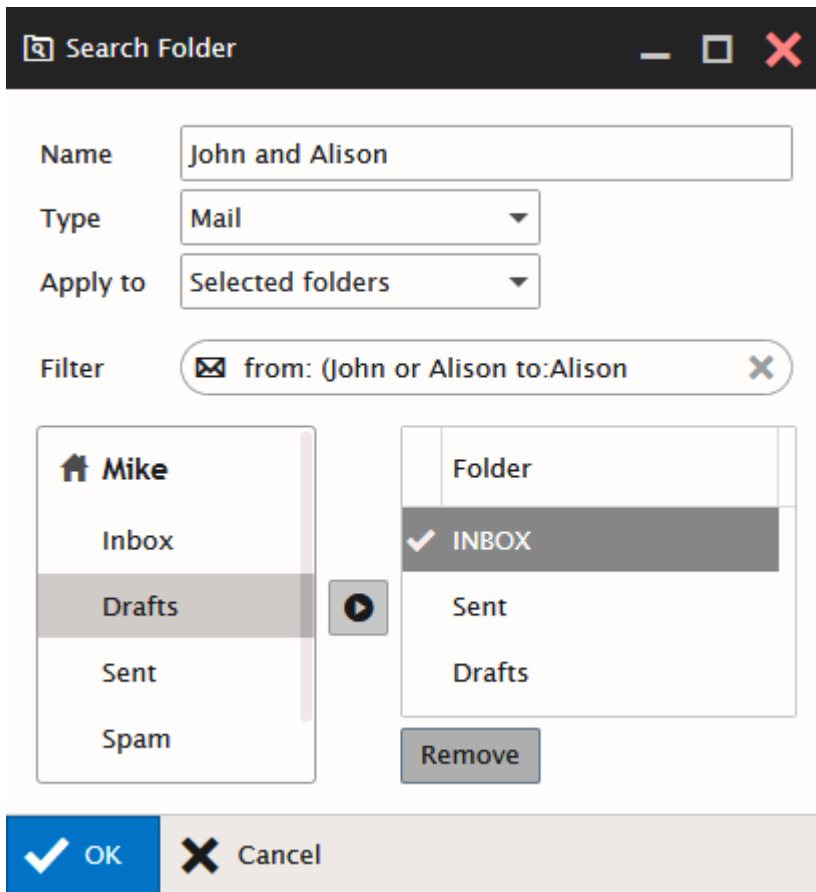 Search Folder
Name John and Alison
Type Mail
Apply to Selected folders
Filter from: (John or Alison to:Alison
Mike
Inbox
Drafts
Sent
Spam
Folder
INBOX
Sent
Drafts
Remove
OK Cancel